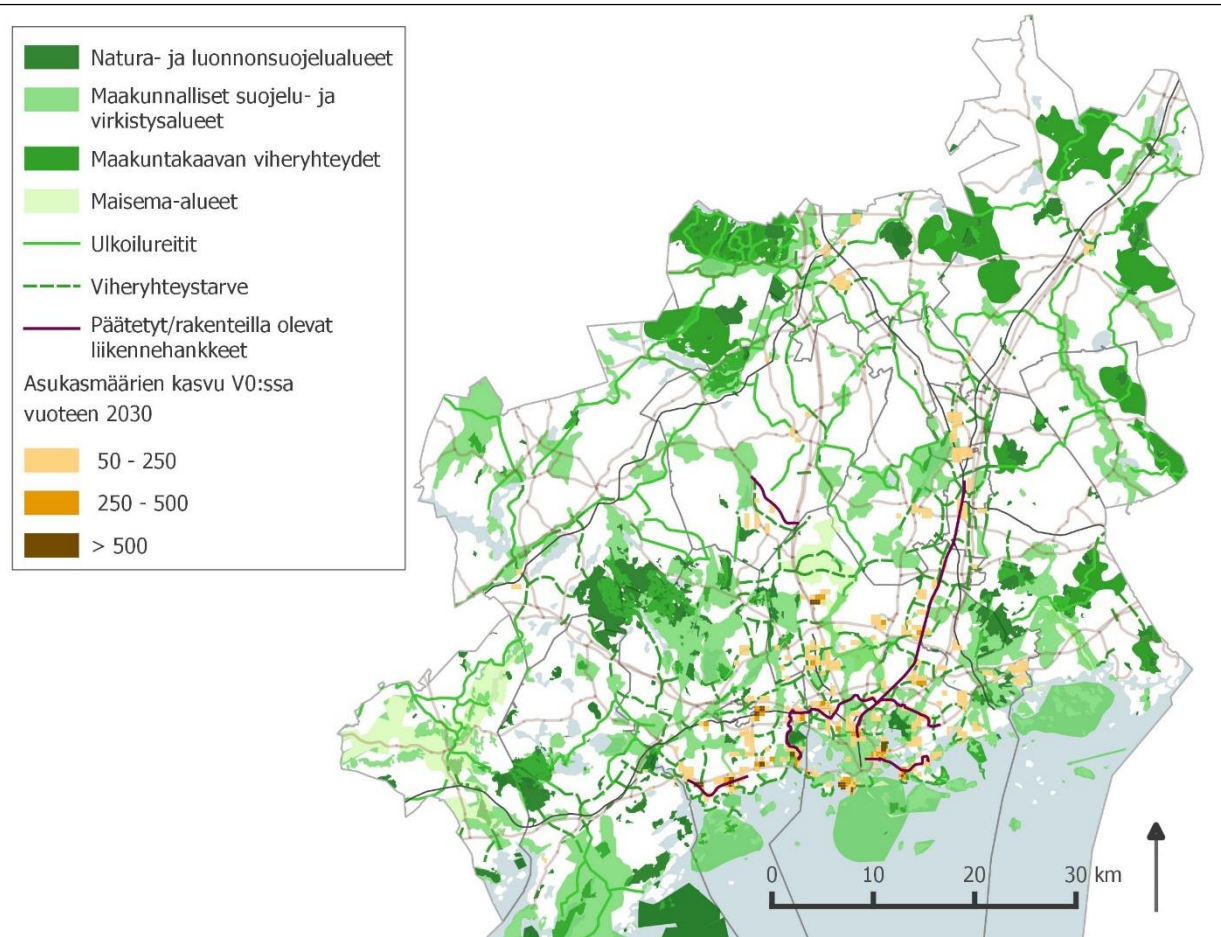 Natura- ja luonnonsuojelualueet
Maakunnalliset suojelu- ja
virkistysalueet
Maakuntakaavan viheryhteydet
Maisema-alueet
Ulkoilureitit
Viheryhteystarve
Päätetyt/rakenteilla olevat
liikennehankkeet
Asukasmäärien kasvu V0:ssa
vuoteen 2030
50 - 250
250 - 500
> 500
0 10 20 30 km